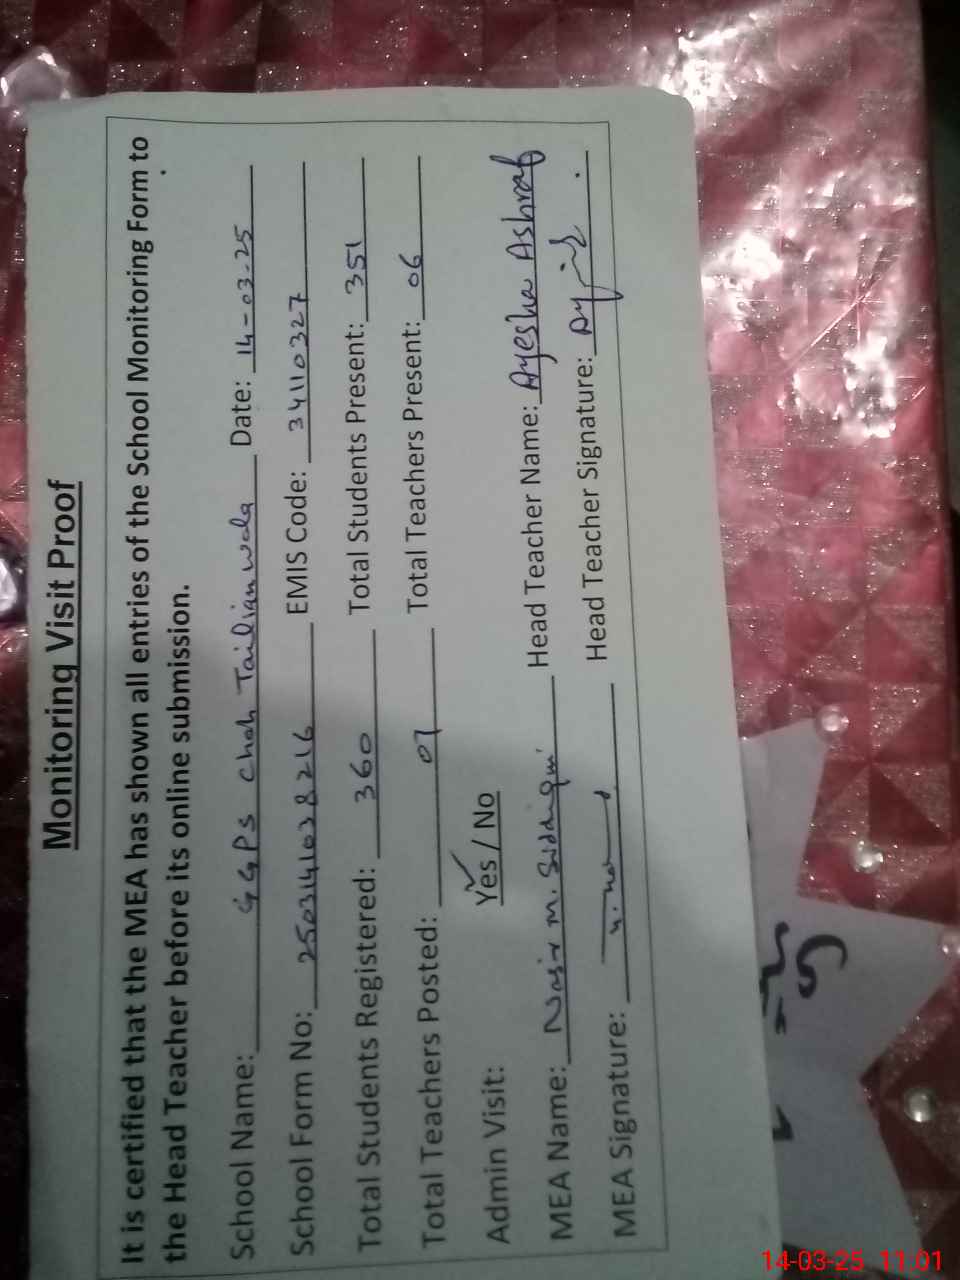 Monitoring Visit Proof
It is certified that the MEA has shown all entries of the School Monitoring Form to
the Head Teacher before its online submission.
School Name: GGPS Chah Tailianwala Date: 14-03-25
School Form No: 2503141038216 EMIS Code: 34110327
Total Students Registered: 360 Total Students Present: 351
Total Teachers Posted: 07 Total Teachers Present: 06
Admin Visit: Yes / No
MEA Name: Nasir M. Siddiqui Head Teacher Name: Ayesha Ashraf
MEA Signature: Head Teacher Signature:
14-03-25 11:01